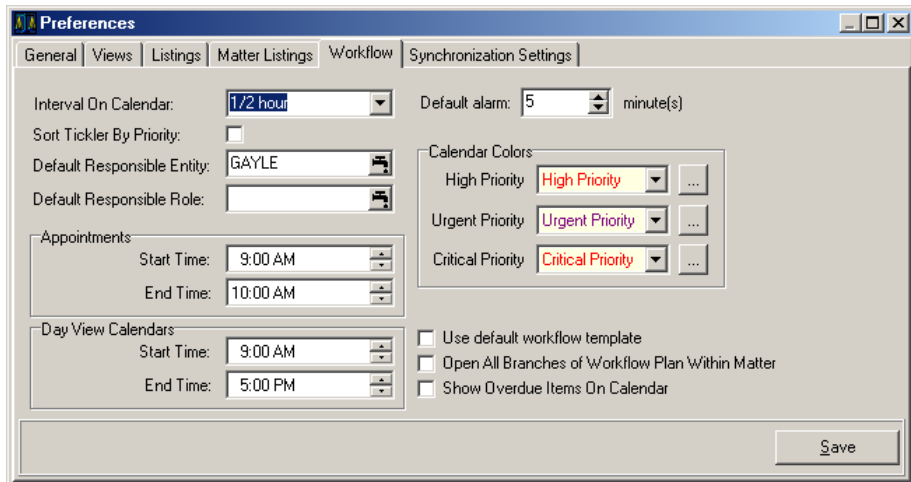 Preferences
General Views Listings Matter Listings Workflow Synchronization Settings
Interval On Calendar: 1/2 hour
Default alarm: 5 minute(s)
Sort Tickler By Priority:
Default Responsible Entity: GAYLE
Default Responsible Role:
Calendar Colors
High Priority High Priority ...
Urgent Priority Urgent Priority ...
Critical Priority Critical Priority ...
Appointments
Start Time: 9:00 AM
End Time: 10:00 AM
Day View Calendars
Start Time: 9:00 AM
End Time: 5:00 PM
Use default workflow template
Open All Branches of Workflow Plan Within Matter
Show Overdue Items On Calendar
Save